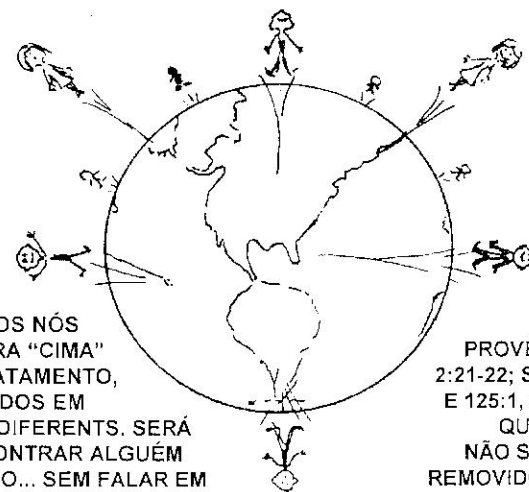 OS NÓS
RA "CIMA"
ATAMENTO,
DOS EM
DIFERENTS. SERÁ
ONTRAR ALGUÉM
O... SEM FALAR EM
PROVE
2:21-22; S
E 125:1,
QU
NÃO S
REMOVID